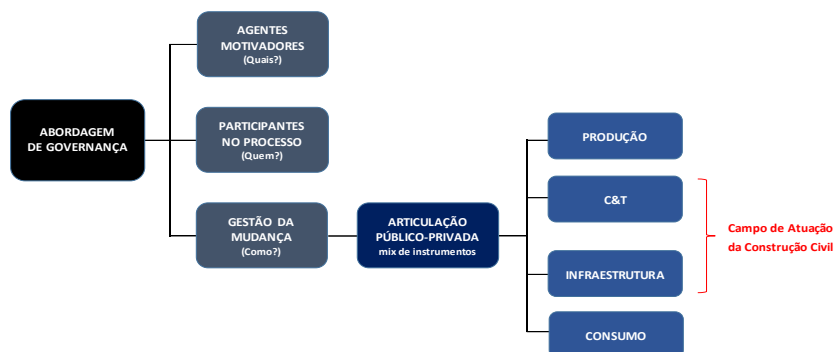 AGENTES
MOTIVADORES
(Quais?)
ABORDAGEM
DE GOVERNANÇA
PARTICIPANTES
NO PROCESSO
(Quem?)
GESTÃO DA
MUDANÇA
(Como?)
ARTICULAÇÃO
PÚBLICO-PRIVADA
mix de instrumentos
PRODUÇÃO
C&T
INFRAESTRUTURA
CONSUMO
Campo de Atuação
da Construção Civil